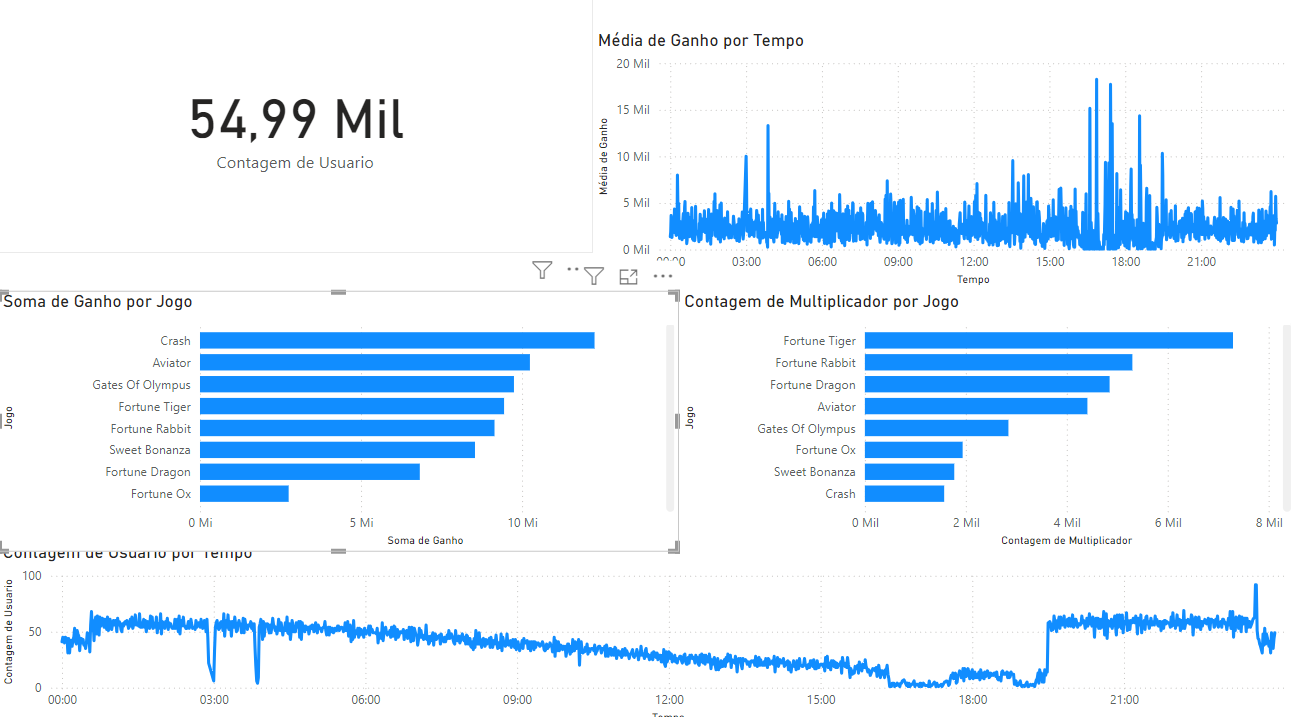 54,99 Mil
Contagem de Usuario
Média de Ganho por Tempo
Média de Ganho
20 Mil
15 Mil
10 Mil
5 Mil
0 Mil
00:00
03:00
06:00
09:00
12:00
15:00
18:00
21:00
Tempo
Soma de Ganho por Jogo
Jogo
Crash
Aviator
Gates Of Olympus
Fortune Tiger
Fortune Rabbit
Sweet Bonanza
Fortune Dragon
Fortune Ox
0 Mi
5 Mi
10 Mi
Soma de Ganho
Contagem de Multiplicador por Jogo
Jogo
Fortune Tiger
Fortune Rabbit
Fortune Dragon
Aviator
Gates Of Olympus
Fortune Ox
Sweet Bonanza
Crash
0 Mil
2 Mil
4 Mil
6 Mil
8 Mil
Contagem de Multiplicador
Contagem de Usuario por Tempo
Contagem de Usuario
100
50
0
00:00
03:00
06:00
09:00
12:00
15:00
18:00
21:00
Tempo